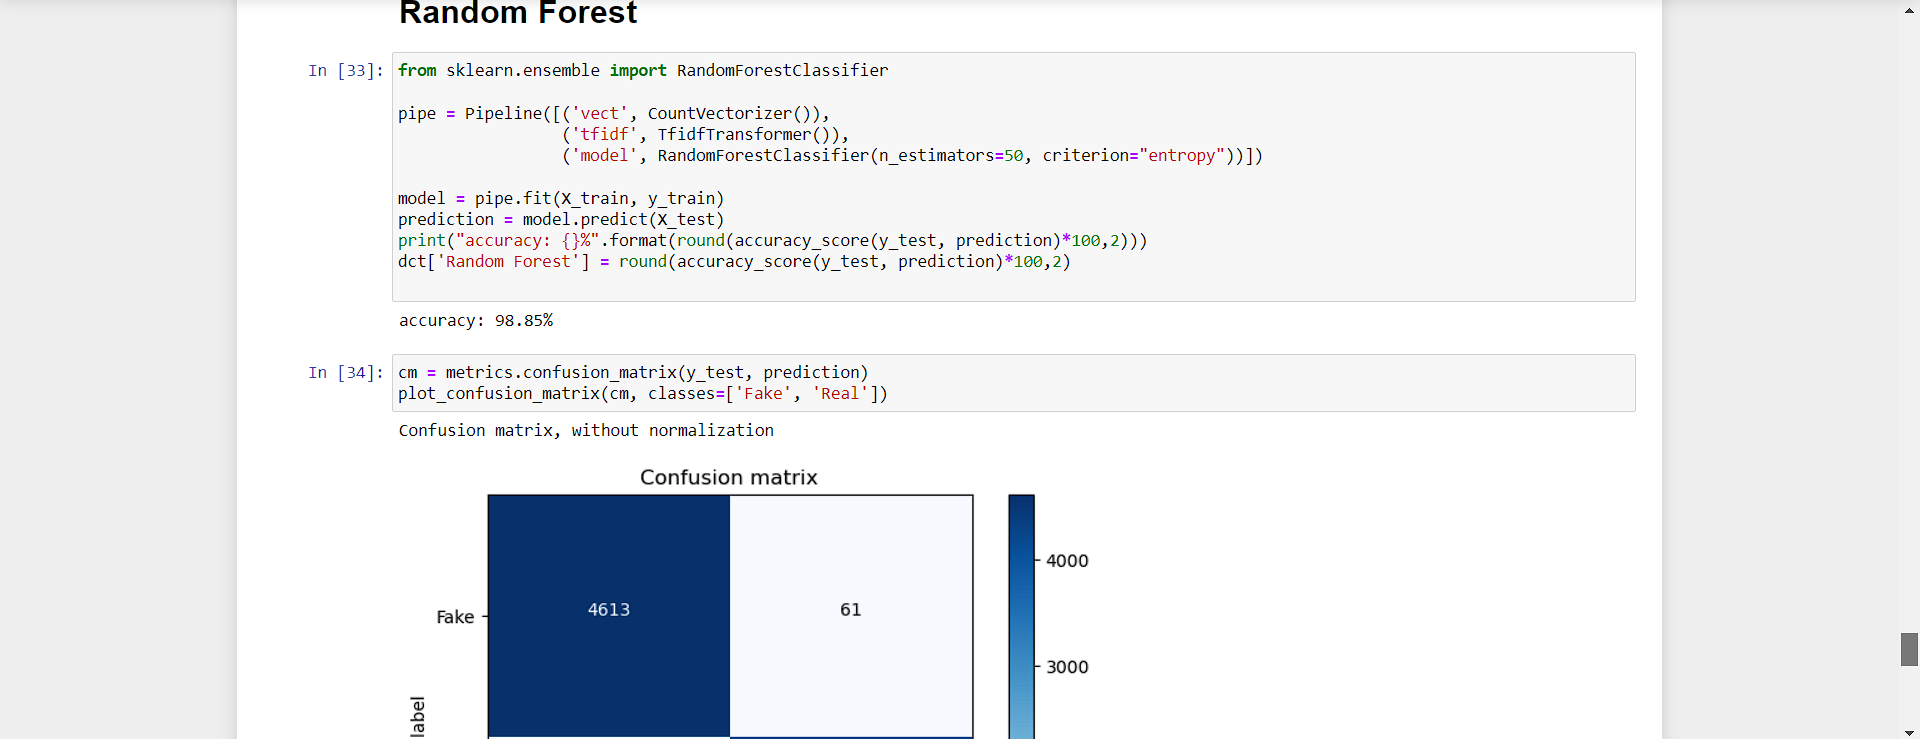 Random Forest
In [33]:
from sklearn.ensemble import RandomForestClassifier
pipe = Pipeline([('vect', CountVectorizer()),
                 ('tfidf', TfidfTransformer()),
                 ('model', RandomForestClassifier(n_estimators=50, criterion="entropy"))])
model = pipe.fit(X_train, y_train)
prediction = model.predict(X_test)
print("accuracy: {}%".format(round(accuracy_score(y_test, prediction)*100,2)))
dct['Random Forest'] = round(accuracy_score(y_test, prediction)*100,2)
accuracy: 98.85%
In [34]:
cm = metrics.confusion_matrix(y_test, prediction)
plot_confusion_matrix(cm, classes=['Fake', 'Real'])
Confusion matrix, without normalization
Confusion matrix
4000
Fake 4613 61
3000
label